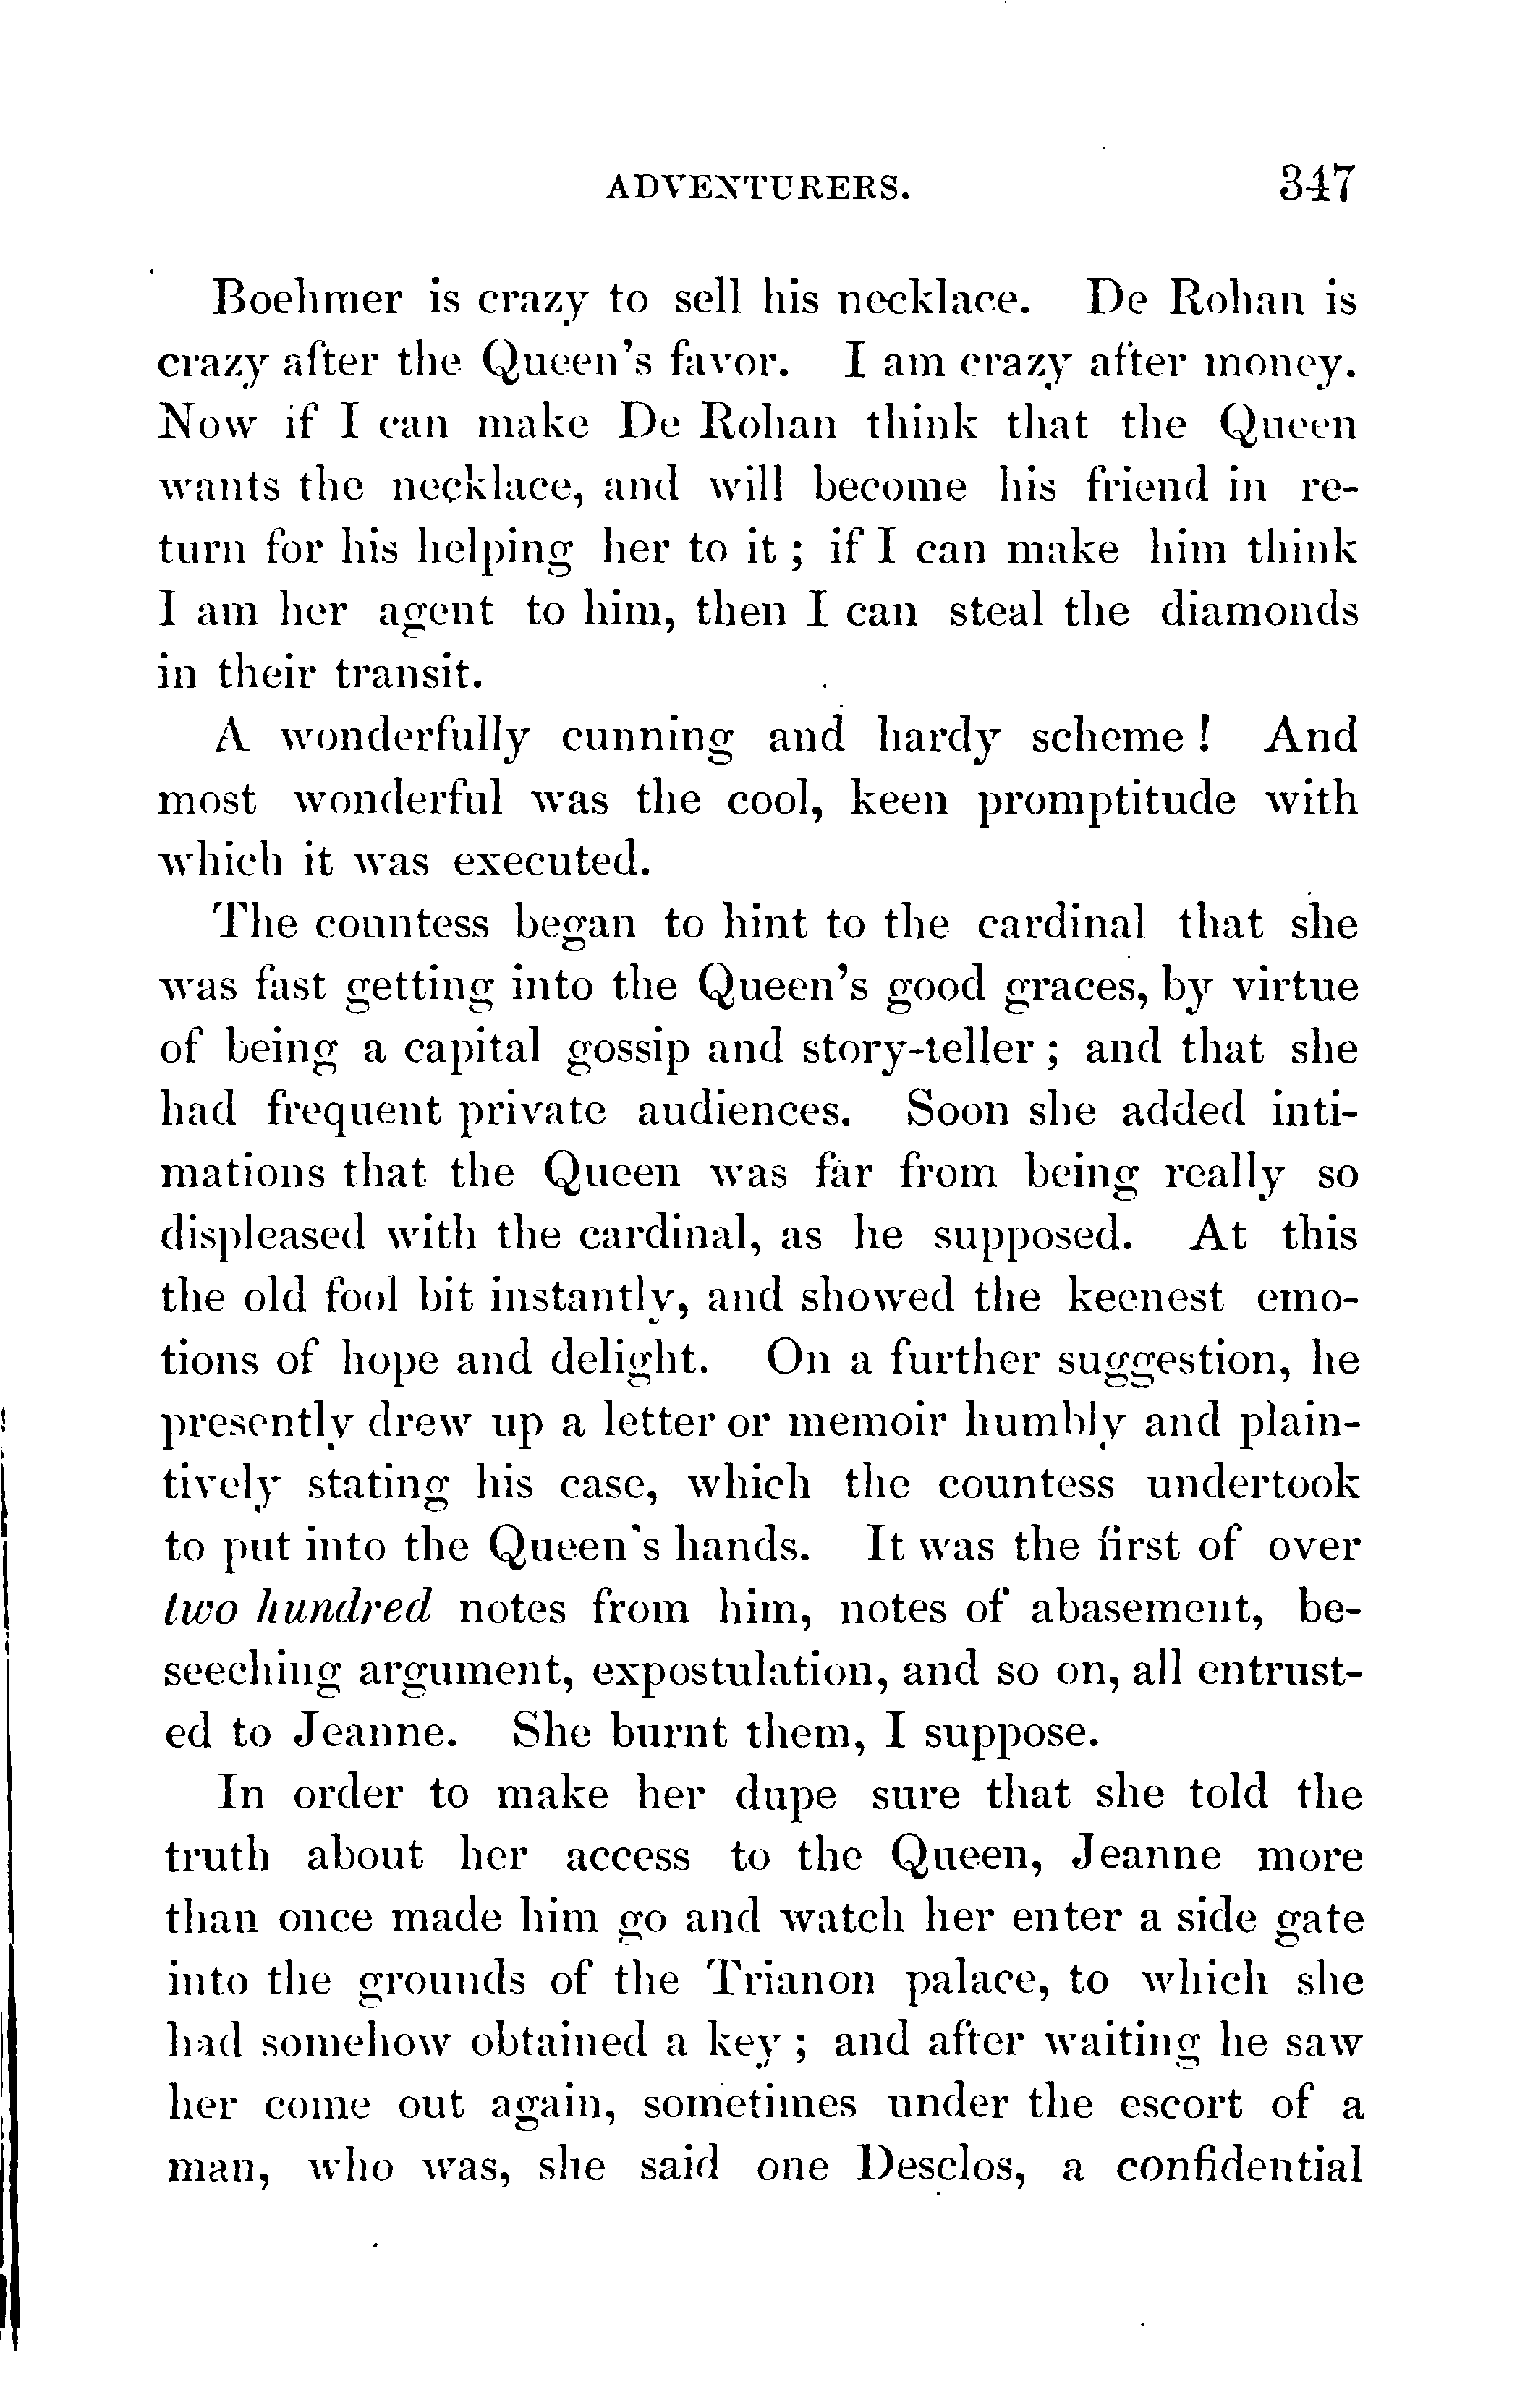 ADVENTURERS. 347
Boehmer is crazy to sell his necklace. De Rohan is
crazy after the Queen's favor. I am crazy after money.
Now if I can make De Rohan think that the Queen
wants the necklace, and will become his friend in re-
turn for his helping her to it ; if I can make him think
I am her agent to him, then I can steal the diamonds
in their transit.
A wonderfully cunning and hardy scheme ! And
most wonderful was the cool, keen promptitude with
which it was executed.
The countess began to hint to the cardinal that she
was fast getting into the Queen's good graces, by virtue
of being a capital gossip and story-teller ; and that she
had frequent private audiences. Soon she added inti-
mations that the Queen was far from being really so
displeased with the cardinal, as he supposed. At this
the old fool bit instantly, and showed the keenest emo-
tions of hope and delight. On a further suggestion, he
presently drew up a letter or memoir humbly and plain-
tively stating his case, which the countess undertook
to put into the Queen's hands. It was the first of over
two hundred notes from him, notes of abasement, be-
seeching argument, expostulation, and so on, all entrust-
ed to Jeanne. She burnt them, I suppose.
In order to make her dupe sure that she told the
truth about her access to the Queen, Jeanne more
than once made him go and watch her enter a side gate
into the grounds of the Trianon palace, to which she
had somehow obtained a key ; and after waiting he saw
her come out again, sometimes under the escort of a
man, who was, she said one Desclos, a confidential